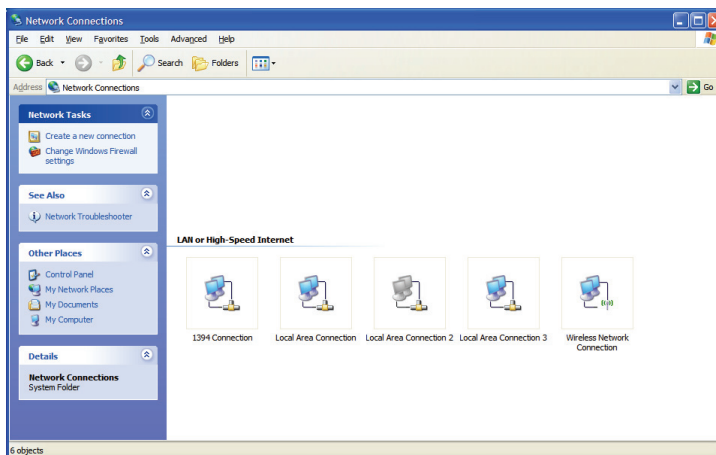 Network Connections
File Edit View Favorites Tools Advanced Help
Back Search Folders
Address Network Connections Go
Network Tasks
Create a new connection
Change Windows Firewall
settings
See Also
Network Troubleshooter
Other Places
Control Panel
My Network Places
My Documents
My Computer
Details
Network Connections
System Folder
LAN or High-Speed Internet
1394 Connection Local Area Connection Local Area Connection 2 Local Area Connection 3 Wireless Network
Connection
6 objects